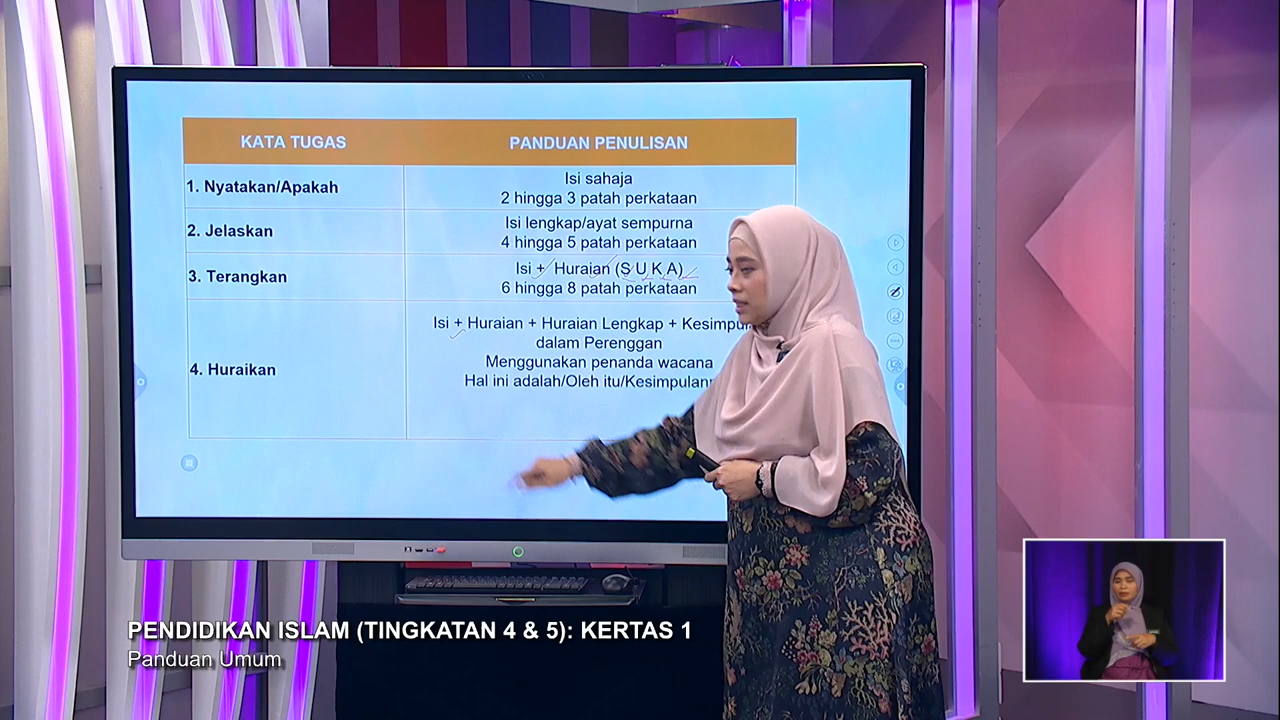 KATA TUGAS
PANDUAN PENULISAN
1. Nyatakan/Apakah
Isi sahaja
2 hingga 3 patah perkataan
2. Jelaskan
Isi lengkap/ayat sempurna
4 hingga 5 patah perkataan
3. Terangkan
Isi + Huraian (S U K A)
6 hingga 8 patah perkataan
4. Huraikan
Isi + Huraian + Huraian Lengkap +
dalam Perenggan
Menggunakan penanda wacana
Hal ini adalah/Oleh itu/
PENDIDIKAN ISLAM (TINGKATAN 4 & 5): KERTAS 1
Panduan Umum